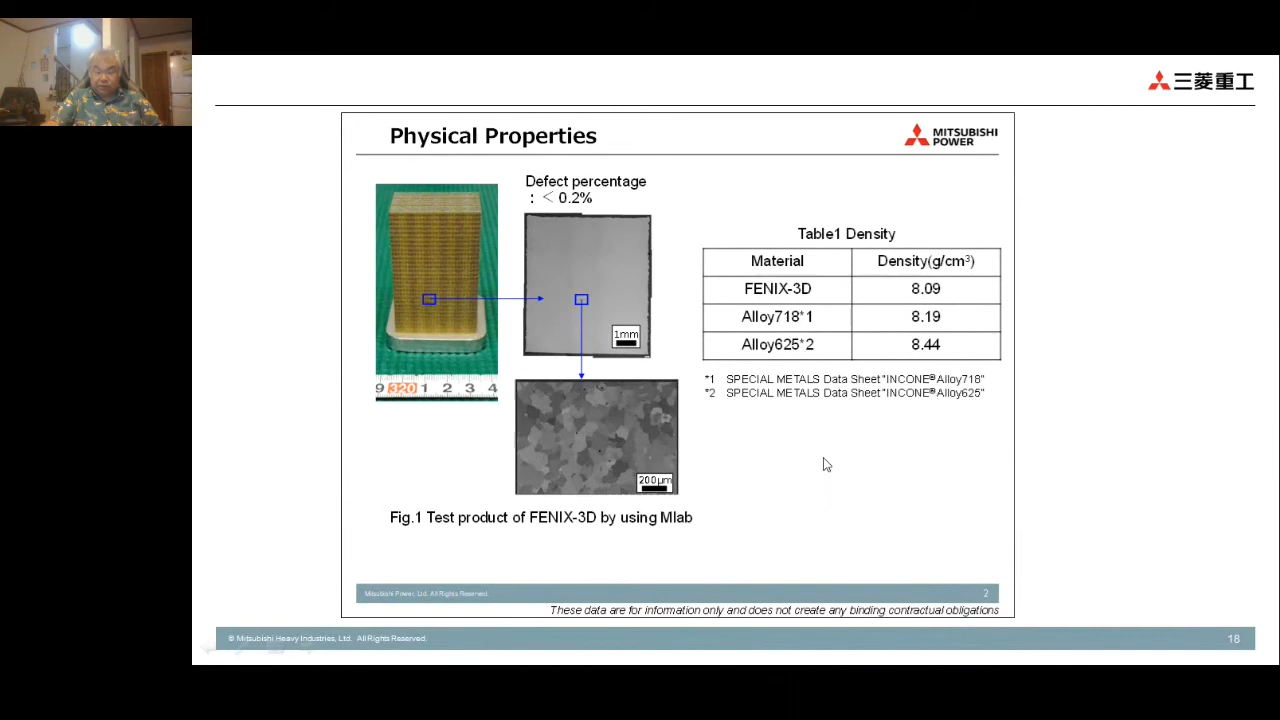 三菱重工
Physical Properties
MITSUBISHI
POWER
Defect percentage
：＜ 0.2%
1mm
9 320 1 2 3 4
200μm
Fig.1 Test product of FENIX-3D by using Mlab
Table1 Density
Material Density(g/cm³)
FENIX-3D 8.09
Alloy718*1 8.19
Alloy625*2 8.44
*1 SPECIAL METALS Data Sheet "INCONE®Alloy718"
*2 SPECIAL METALS Data Sheet "INCONE®Alloy625"
Mitsubishi Power, Ltd. All Rights Reserved. 2
These data are for information only and does not create any binding contractual obligations
© Mitsubishi Heavy Industries, Ltd. All Rights Reserved. 18